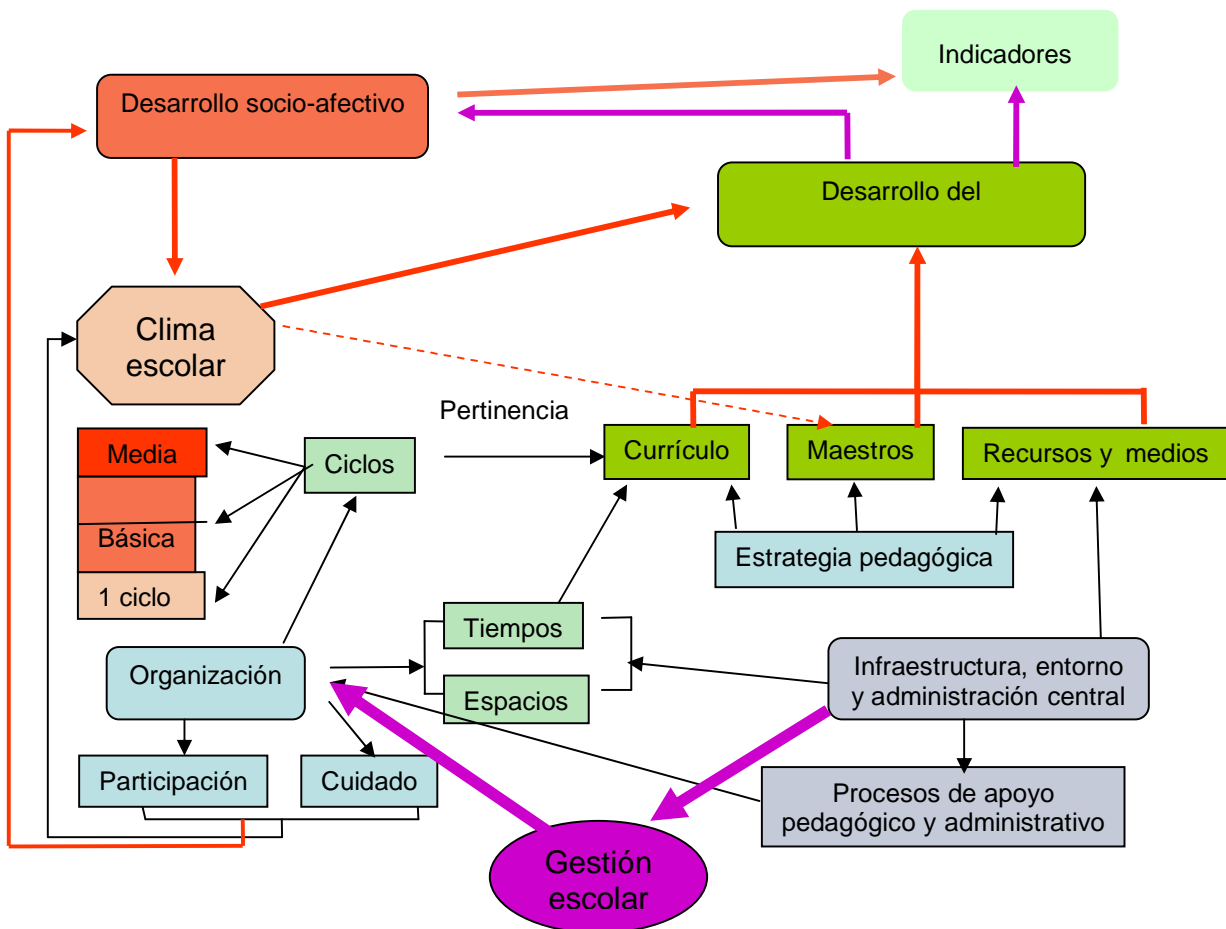 Indicadores
Desarrollo socio-afectivo
Desarrollo del
Clima
escolar
Pertinencia
Media
Ciclos
Currículo
Maestros
Recursos y medios
Básica
Estrategia pedagógica
1 ciclo
Tiempos
Organización
Infraestructura, entorno
y administración central
Espacios
Participación
Cuidado
Procesos de apoyo
pedagógico y administrativo
Gestión
escolar